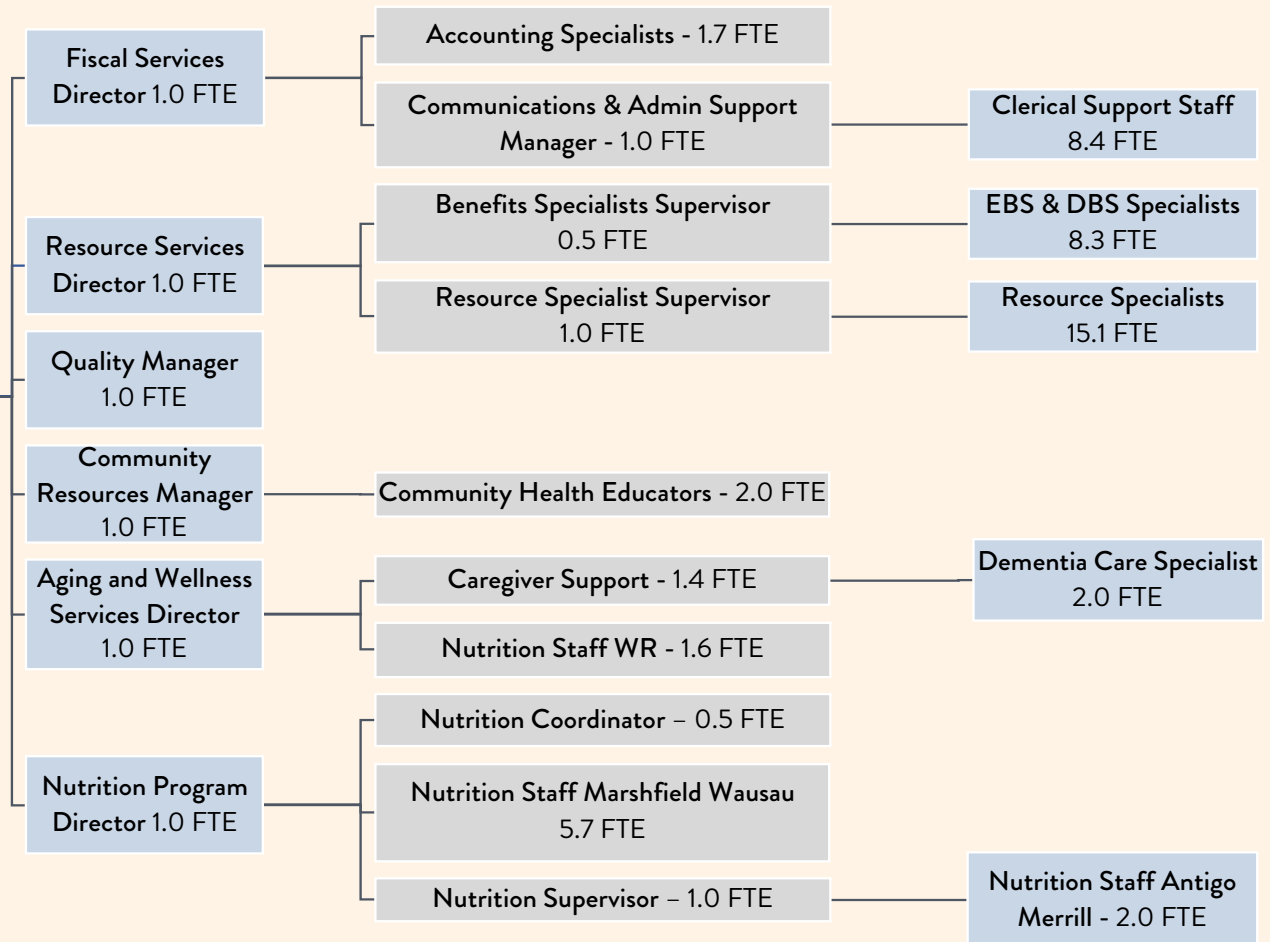 Fiscal Services
Director 1.0 FTE
Accounting Specialists - 1.7 FTE
Communications & Admin Support
Manager - 1.0 FTE
Clerical Support Staff
8.4 FTE
Resource Services
Director 1.0 FTE
Benefits Specialists Supervisor
0.5 FTE
EBS & DBS Specialists
8.3 FTE
Resource Specialist Supervisor
1.0 FTE
Resource Specialists
15.1 FTE
Quality Manager
1.0 FTE
Community
Resources Manager
1.0 FTE
Community Health Educators - 2.0 FTE
Aging and Wellness
Services Director
1.0 FTE
Caregiver Support - 1.4 FTE
Dementia Care Specialist
2.0 FTE
Nutrition Staff WR - 1.6 FTE
Nutrition Program
Director 1.0 FTE
Nutrition Coordinator – 0.5 FTE
Nutrition Staff Marshfield Wausau
5.7 FTE
Nutrition Supervisor – 1.0 FTE
Nutrition Staff Antigo
Merrill - 2.0 FTE